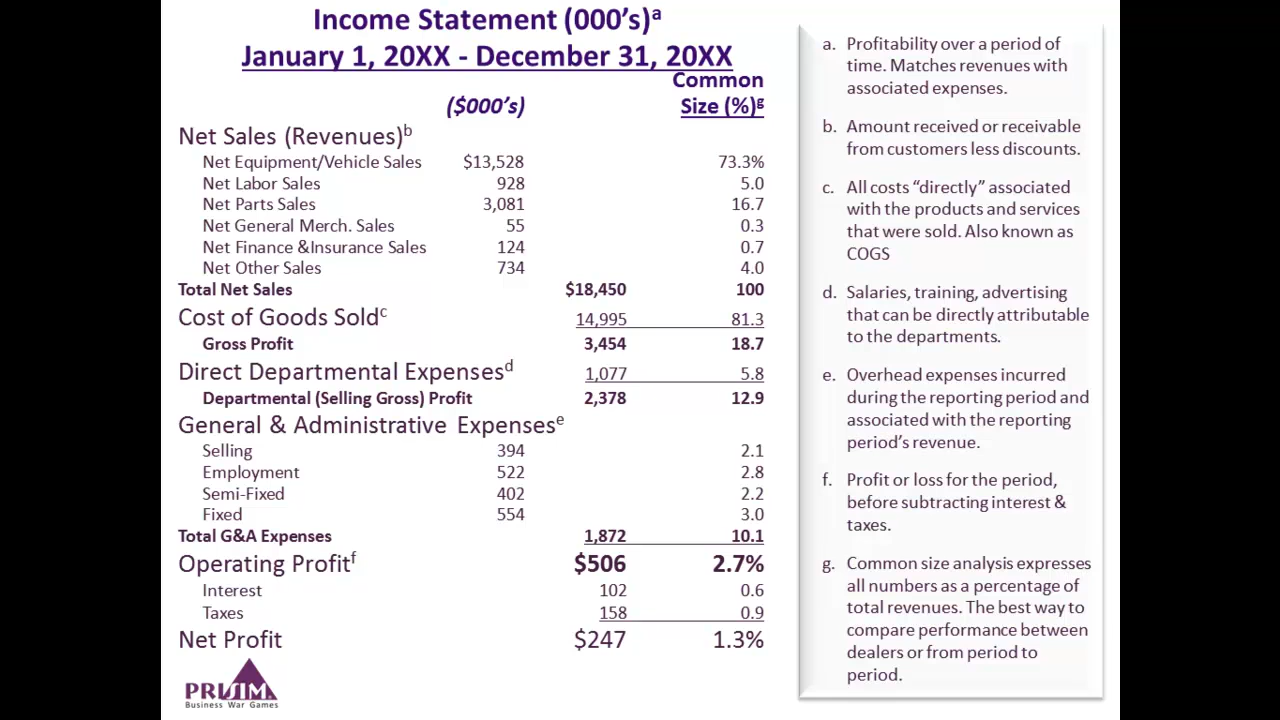 Income Statement (000's)a
January 1, 20XX - December 31, 20XX
Common
($000's) Size (%)g
Net Sales (Revenues)b
Net Equipment/Vehicle Sales $13,528 73.3%
Net Labor Sales 928 5.0
Net Parts Sales 3,081 16.7
Net General Merch. Sales 55 0.3
Net Finance &Insurance Sales 124 0.7
Net Other Sales 734 4.0
Total Net Sales $18,450 100
Cost of Goods Soldc 14,995 81.3
Gross Profit 3,454 18.7
Direct Departmental Expensesd 1,077 5.8
Departmental (Selling Gross) Profit 2,378 12.9
General & Administrative Expensese
Selling 394 2.1
Employment 522 2.8
Semi-Fixed 402 2.2
Fixed 554 3.0
Total G&A Expenses 1,872 10.1
Operating Profitf $506 2.7%
Interest 102 0.6
Taxes 158 0.9
Net Profit $247 1.3%
PRISIM
Business War Games
a. Profitability over a period of
time. Matches revenues with
associated expenses.
b. Amount received or receivable
from customers less discounts.
c. All costs "directly" associated
with the products and services
that were sold. Also known as
COGS
d. Salaries, training, advertising
that can be directly attributable
to the departments.
e. Overhead expenses incurred
during the reporting period and
associated with the reporting
period's revenue.
f. Profit or loss for the period,
before subtracting interest &
taxes.
g. Common size analysis expresses
all numbers as a percentage of
total revenues. The best way to
compare performance between
dealers or from period to
period.